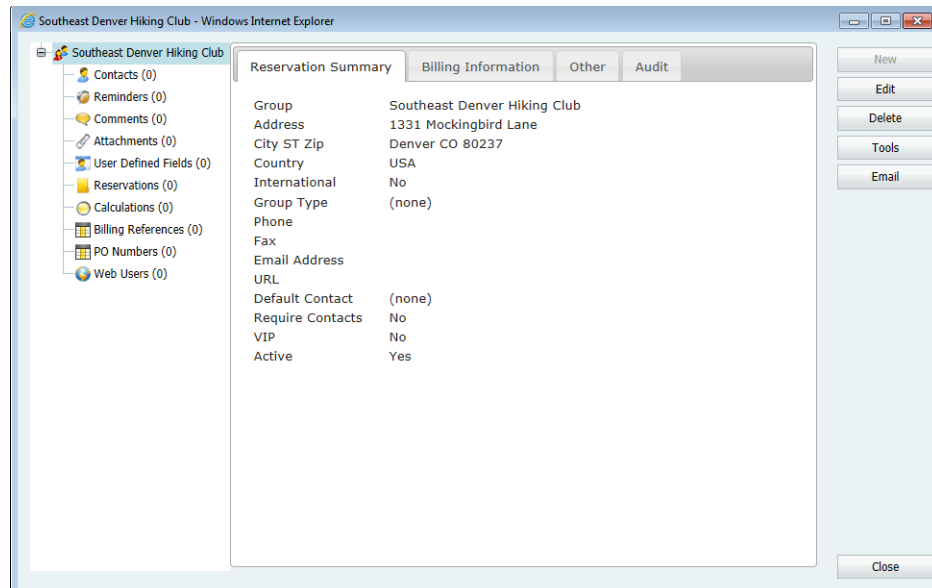 Southeast Denver Hiking Club - Windows Internet Explorer
Southeast Denver Hiking Club
Contacts (0)
Reminders (0)
Comments (0)
Attachments (0)
User Defined Fields (0)
Reservations (0)
Calculations (0)
Billing References (0)
PO Numbers (0)
Web Users (0)
Reservation Summary Billing Information Other Audit
Group Southeast Denver Hiking Club
Address 1331 Mockingbird Lane
City ST Zip Denver CO 80237
Country USA
International No
Group Type (none)
Phone
Fax
Email Address
URL
Default Contact (none)
Require Contacts No
VIP No
Active Yes
New
Edit
Delete
Tools
Email
Close